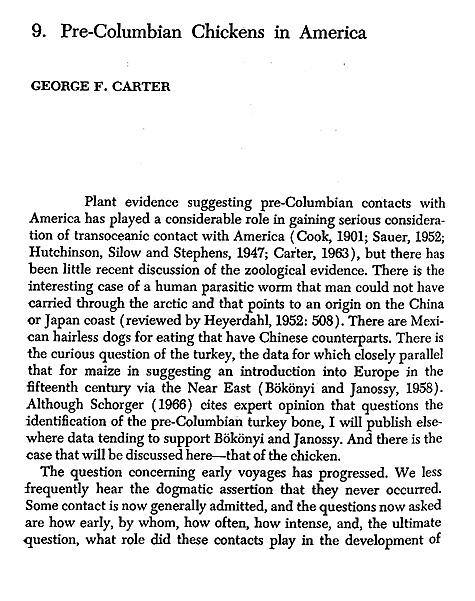 9. Pre-Columbian Chickens in America
GEORGE F. CARTER
Plant evidence suggesting pre-Columbian contacts with
America has played a considerable role in gaining serious considera-
tion of transoceanic contact with America (Cook, 1901; Sauer, 1952;
Hutchinson, Silow and Stephens, 1947; Carter, 1963), but there has
been little recent discussion of the zoological evidence. There is the
interesting case of a human parasitic worm that man could not have
carried through the arctic and that points to an origin on the China
or Japan coast (reviewed by Heyerdahl, 1952: 508). There are Mexi-
can hairless dogs for eating that have Chinese counterparts. There is
the curious question of the turkey, the data for which closely parallel
that for maize in suggesting an introduction into Europe in the
fifteenth century via the Near East (Bökönyi and Janossy, 1958).
Although Schorger (1966) cites expert opinion that questions the
identification of the pre-Columbian turkey bone, I will publish else-
where data tending to support Bökönyi and Janossy. And there is the
case that will be discussed here—that of the chicken.
The question concerning early voyages has progressed. We less
frequently hear the dogmatic assertion that they never occurred.
Some contact is now generally admitted, and the questions now asked
are how early, by whom, how often, how intense, and, the ultimate
question, what role did these contacts play in the development of